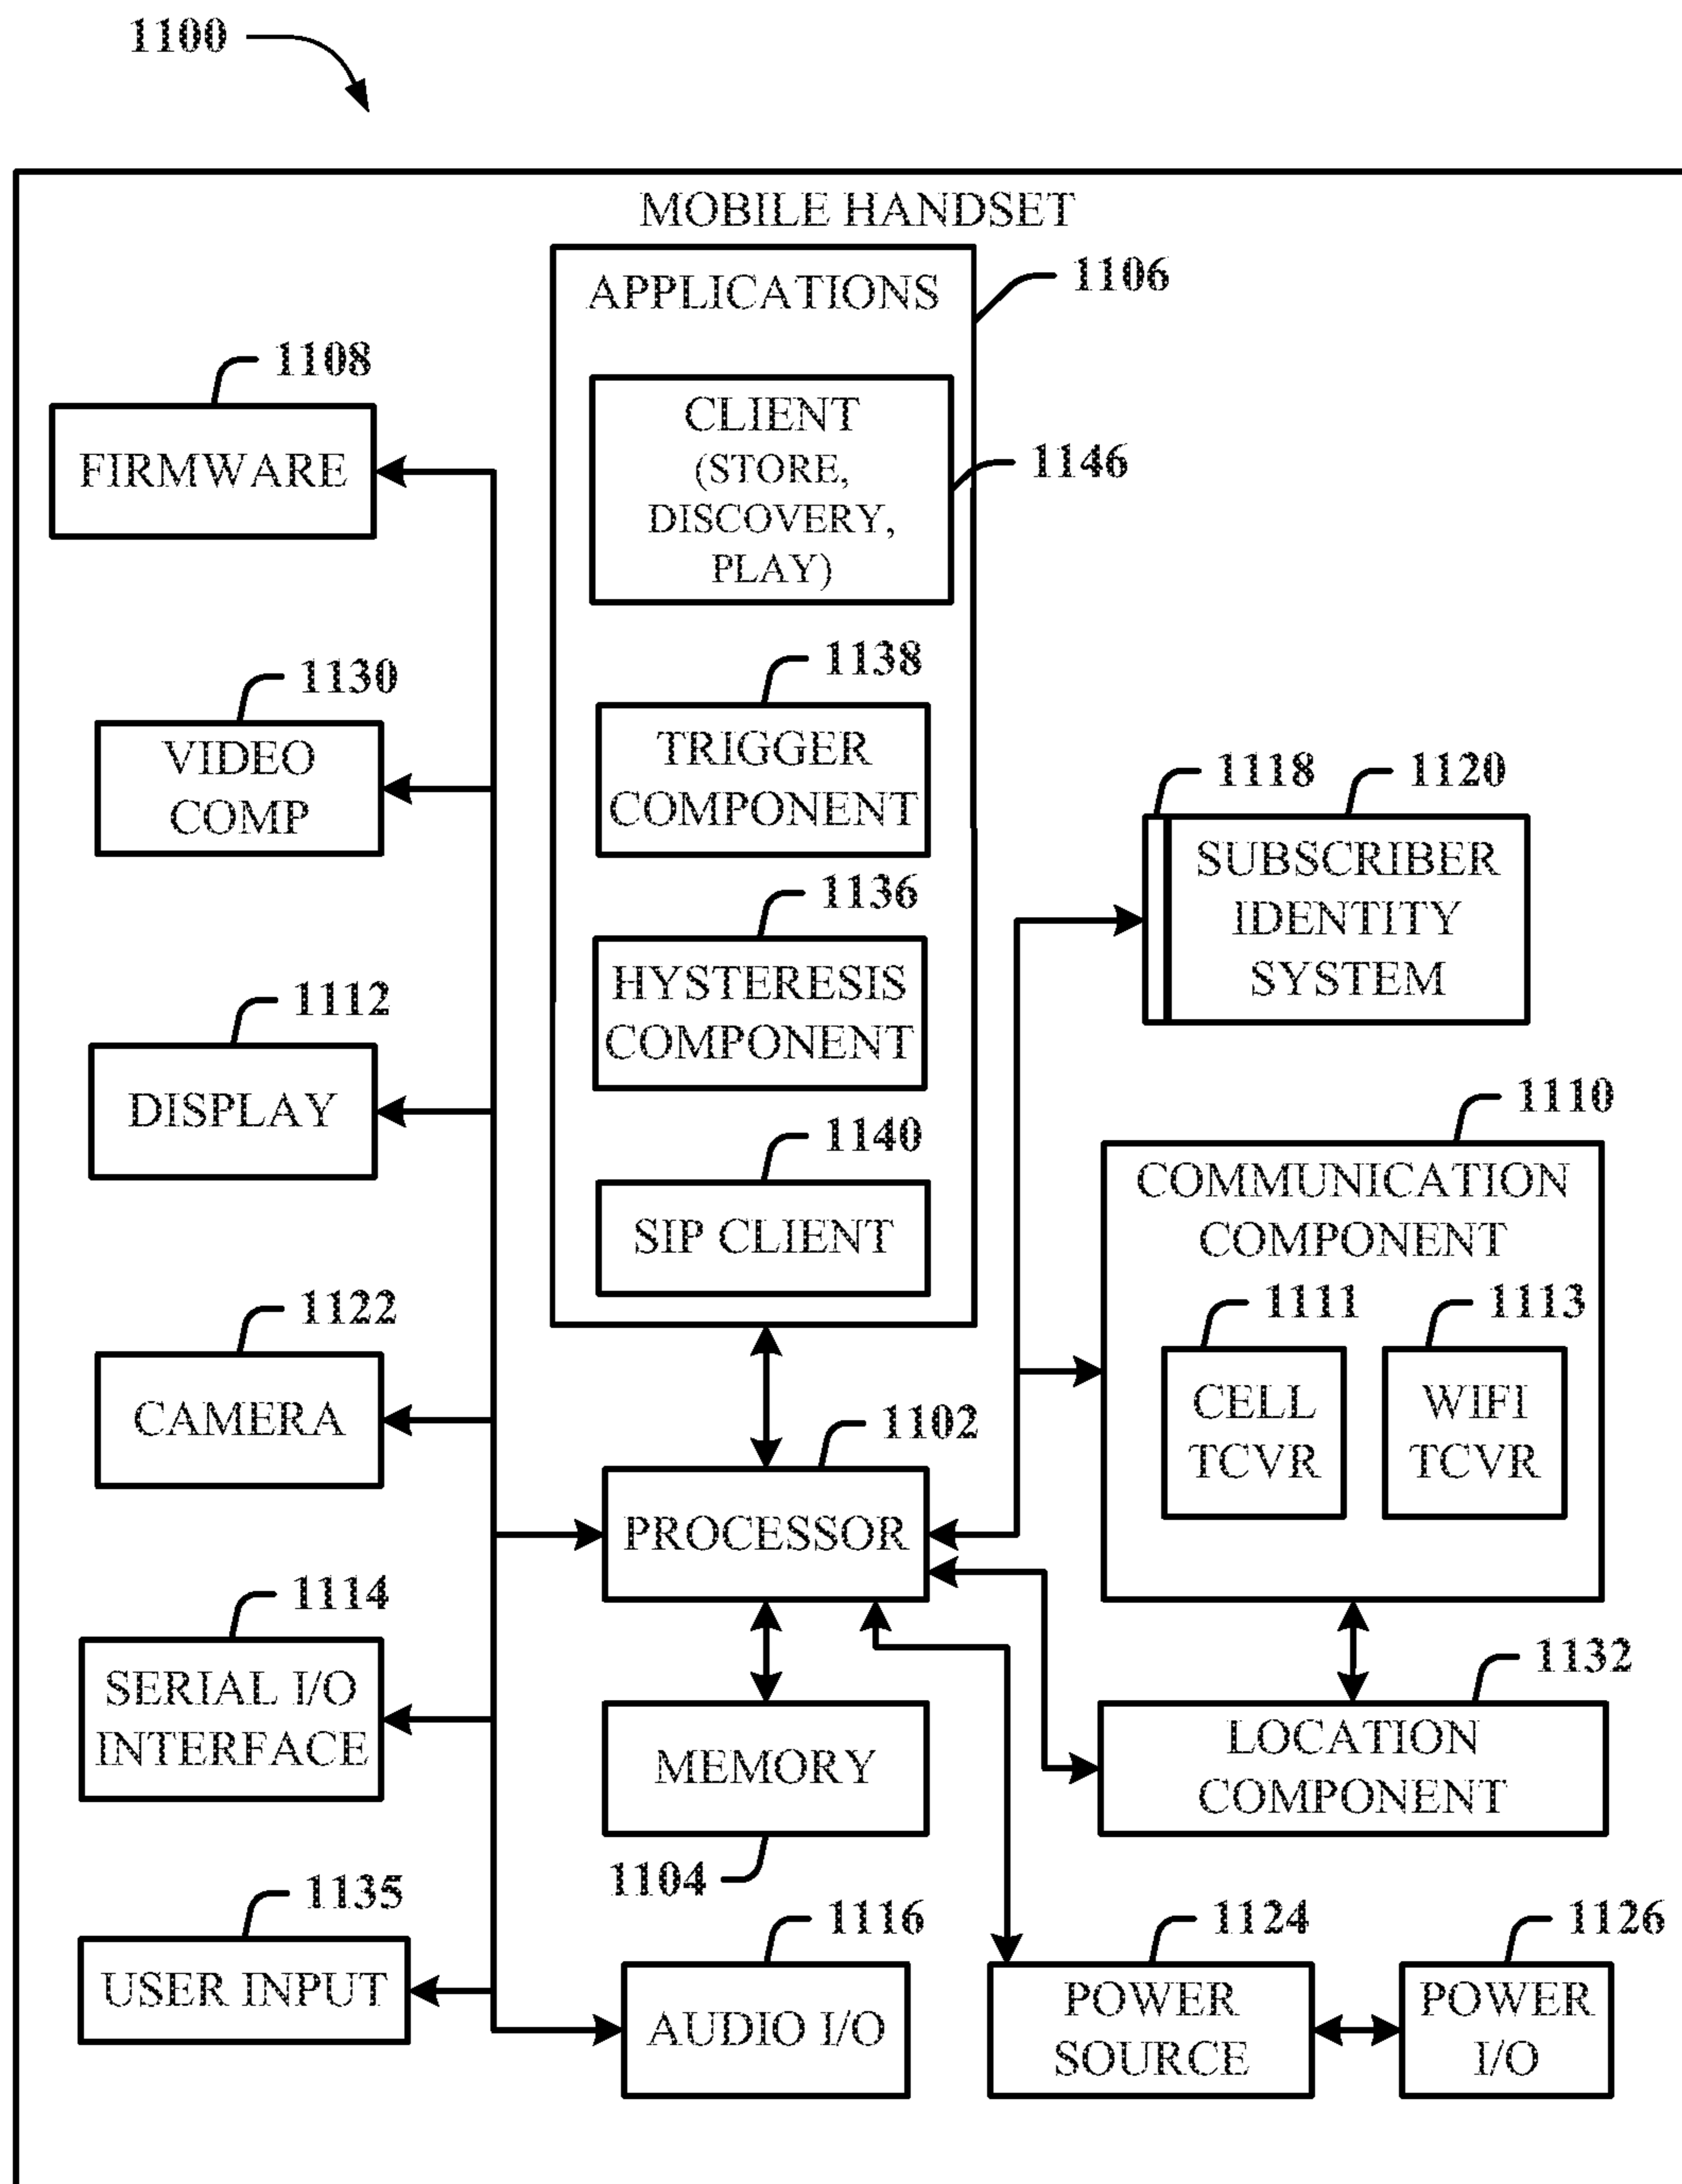 1100
MOBILE HANDSET
APPLICATIONS
1106
CLIENT
(STORE,
DISCOVERY,
PLAY)
1146
1138
TRIGGER
COMPONENT
1136
HYSTERESIS
COMPONENT
1140
SIP CLIENT
1108
FIRMWARE
1130
VIDEO
COMP
1112
DISPLAY
1122
CAMERA
1114
SERIAL I/O
INTERFACE
1135
USER INPUT
1102
PROCESSOR
MEMORY
1104
1116
AUDIO I/O
1118
1120
SUBSCRIBER
IDENTITY
SYSTEM
1110
COMMUNICATION
COMPONENT
1111
CELL
TCVR
1113
WIFI
TCVR
1132
LOCATION
COMPONENT
1124
POWER
SOURCE
1126
POWER
I/O